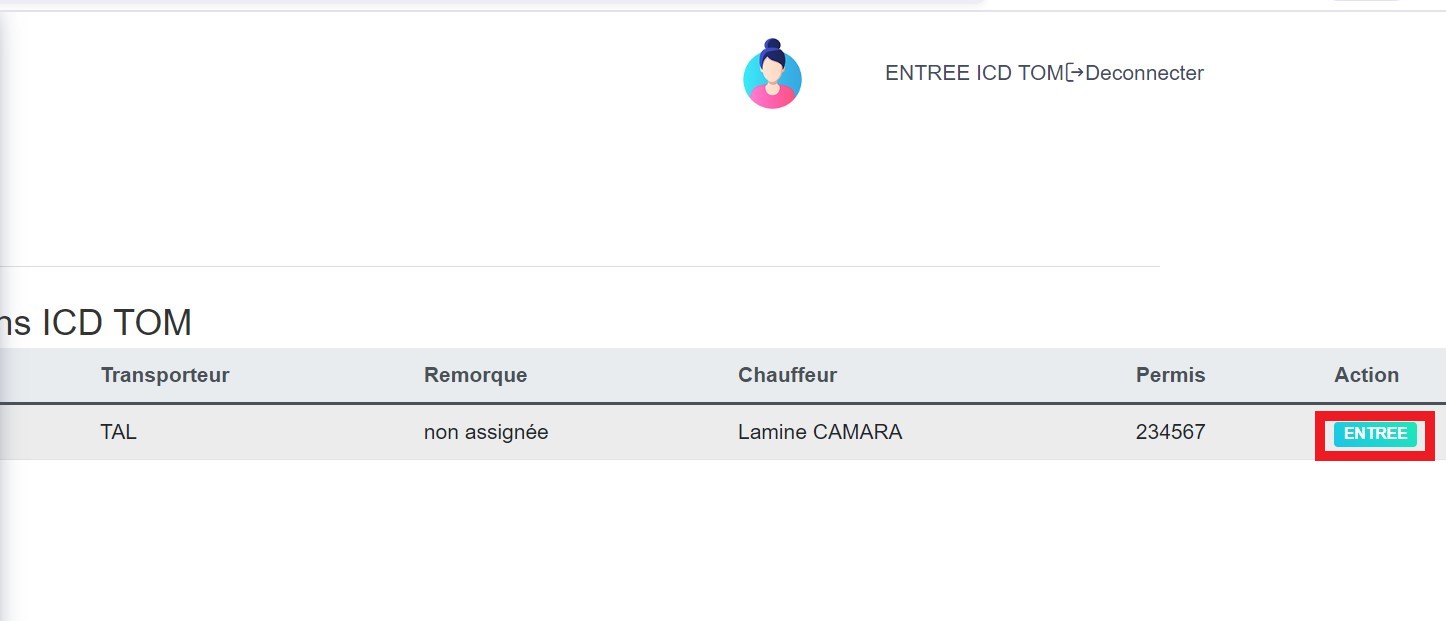 ENTREE ICD TOM Deconnecter
ns ICD TOM
Transporteur Remorque Chauffeur Permis Action
TAL non assignée Lamine CAMARA 234567 ENTREE